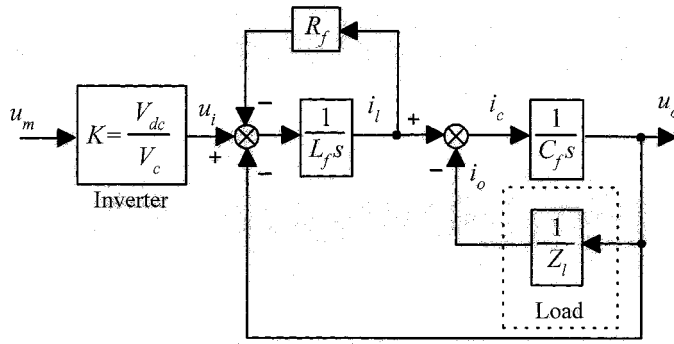 R_f
u_m
K = V_dc / V_c
u_i
−
+
−
1 / L_f s
i_l
+
−
i_c
i_o
1 / C_f s
u_o
Inverter
1 / Z_l
Load